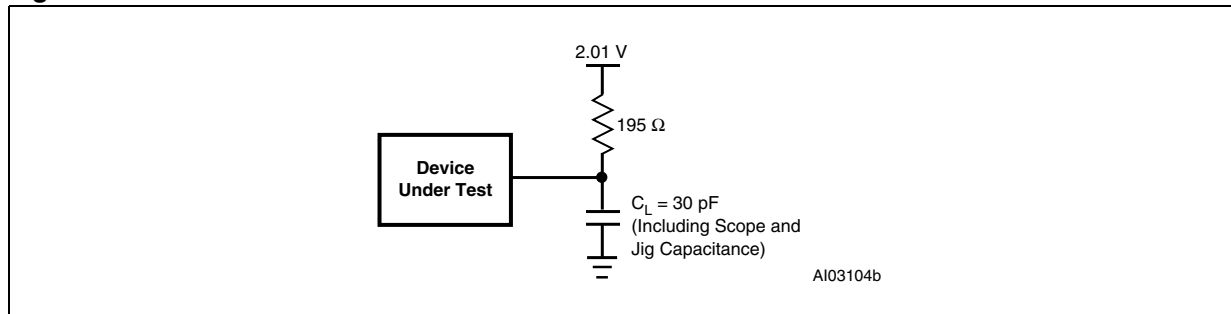 2.01 V
195 Ω
Device
Under Test
C_L = 30 pF
(Including Scope and
Jig Capacitance)
AI03104b